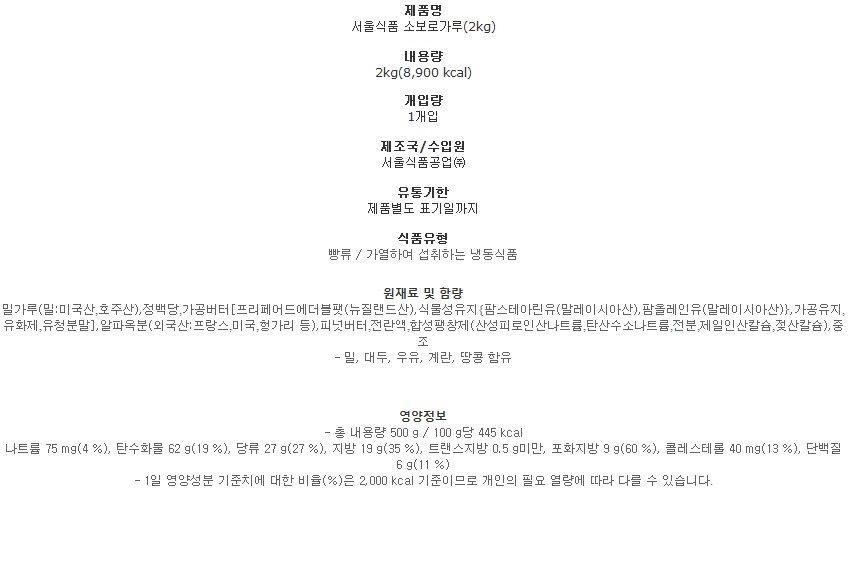 제품명
서울식품 소보로가루(2kg)
내용량
2kg(8,900 kcal)
개입량
1개입
제조국/수입원
서울식품공업㈜
유통기한
제품별도 표기일까지
식품유형
빵류 / 가열하여 섭취하는 냉동식품
원재료 및 함량
밀가루(밀:미국산,호주산),정백당,가공버터[프리페어드에더블팻(뉴질랜드산),식물성유지{팜스테아린유(말레이시아산),팜올레인유(말레이시아산)},가공유지,
유화제,유청분말],알파옥분(외국산:프랑스,미국,헝가리 등),피넛버터,전란액,합성팽창제(산성피로인산나트륨,탄산수소나트륨,전분,제일인산칼슘,젖산칼슘),중
조
- 밀, 대두, 우유, 계란, 땅콩 함유
영양정보
- 총 내용량 500 g / 100 g당 445 kcal
나트륨 75 mg(4 %), 탄수화물 62 g(19 %), 당류 27 g(27 %), 지방 19 g(35 %), 트랜스지방 0.5 g미만, 포화지방 9 g(60 %), 콜레스테롤 40 mg(13 %), 단백질
6 g(11 %)
- 1일 영양성분 기준치에 대한 비율(%)은 2,000 kcal 기준이므로 개인의 필요 열량에 따라 다를 수 있습니다.